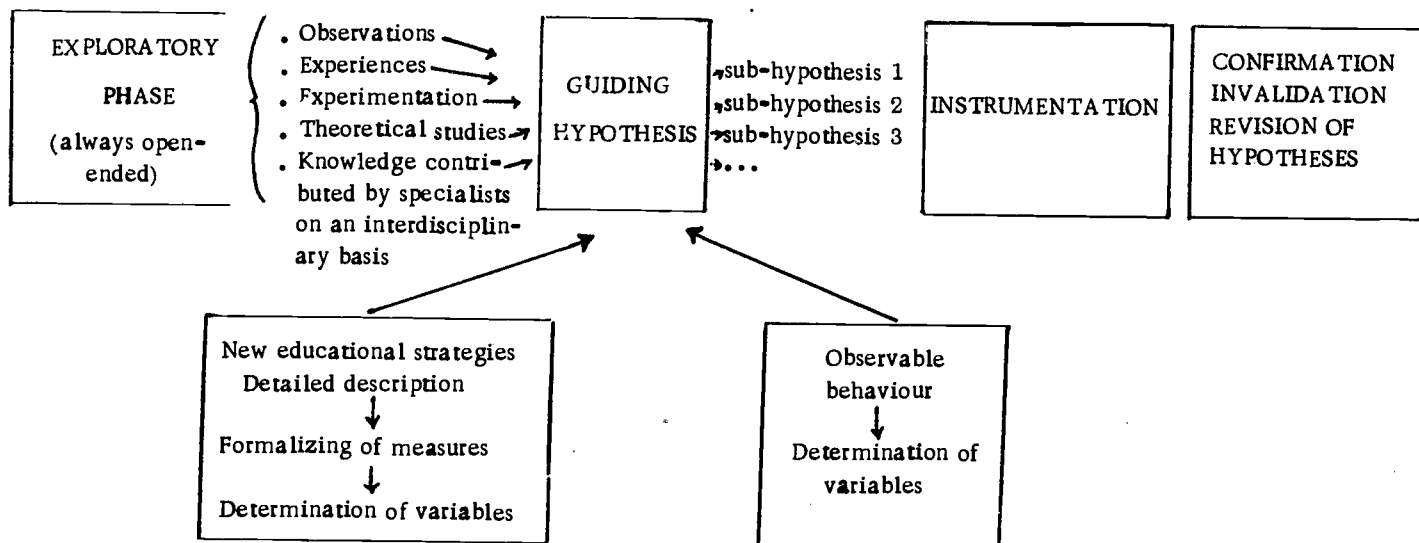 EXPLORATORY
PHASE
(always open-
ended)
. Observations
. Experiences
. Experimentation
. Theoretical studies
. Knowledge contri-
buted by specialists
on an interdisciplin-
ary basis
GUIDING
HYPOTHESIS
sub-hypothesis 1
sub-hypothesis 2
sub-hypothesis 3
...
INSTRUMENTATION
CONFIRMATION
INVALIDATION
REVISION OF
HYPOTHESES
New educational strategies
Detailed description
Formalizing of measures
Determination of variables
Observable
behaviour
Determination of
variables